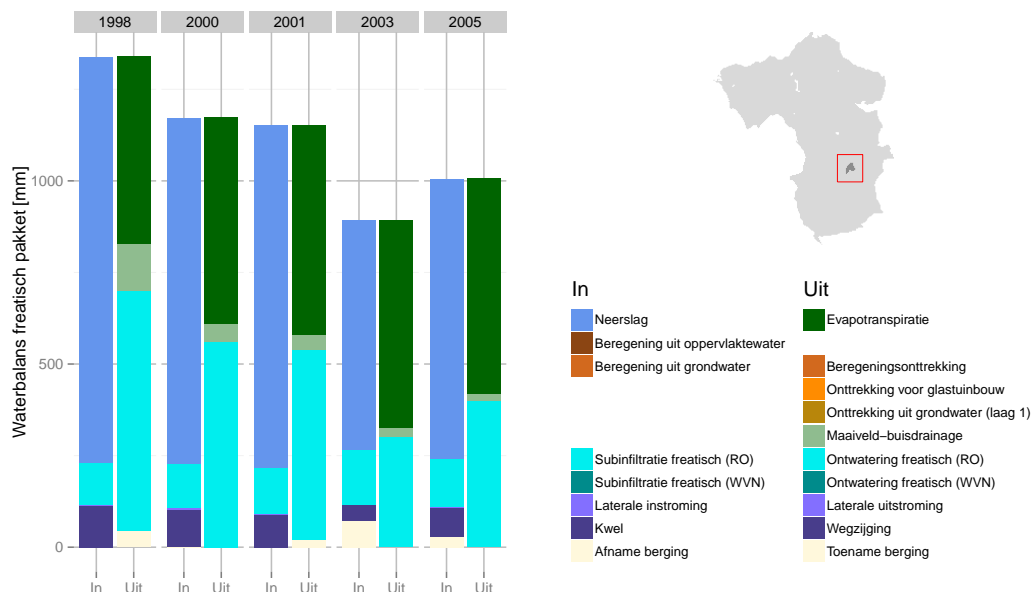 1998 2000 2001 2003 2005
Waterbalans freatisch pakket [mm]
1000
500
0
In Uit In Uit In Uit In Uit In Uit
In Uit
Neerslag Evapotranspiratie
Beregening uit oppervlaktewater
Beregening uit grondwater Beregeningsonttrekking
Onttrekking voor glastuinbouw
Onttrekking uit grondwater (laag 1)
Maaiveld−buisdrainage
Subinfiltratie freatisch (RO) Ontwatering freatisch (RO)
Subinfiltratie freatisch (WVN) Ontwatering freatisch (WVN)
Laterale instroming Laterale uitstroming
Kwel Wegzijging
Afname berging Toename berging